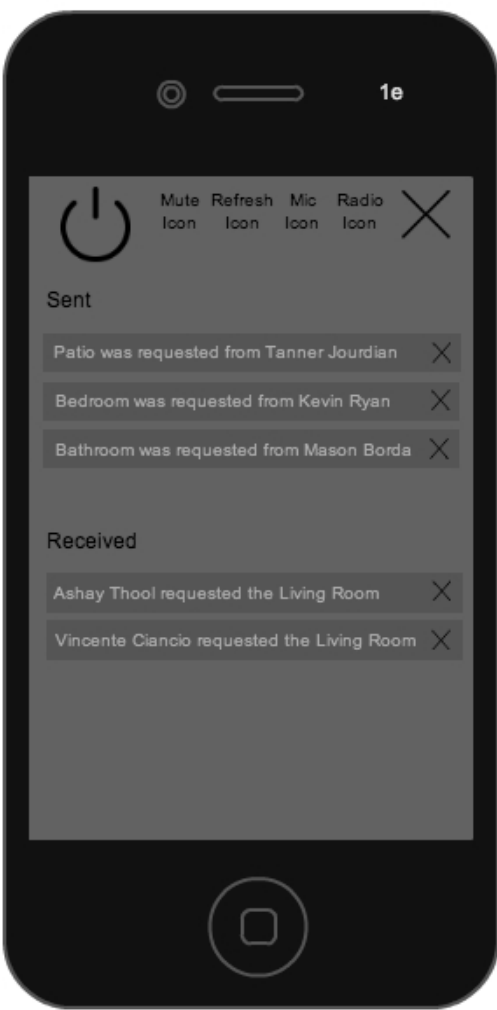 1e
Mute Refresh Mic Radio
Icon Icon Icon Icon
Sent
Patio was requested from Tanner Jourdian
Bedroom was requested from Kevin Ryan
Bathroom was requested from Mason Borda
Received
Ashay Thool requested the Living Room
Vincente Ciancio requested the Living Room